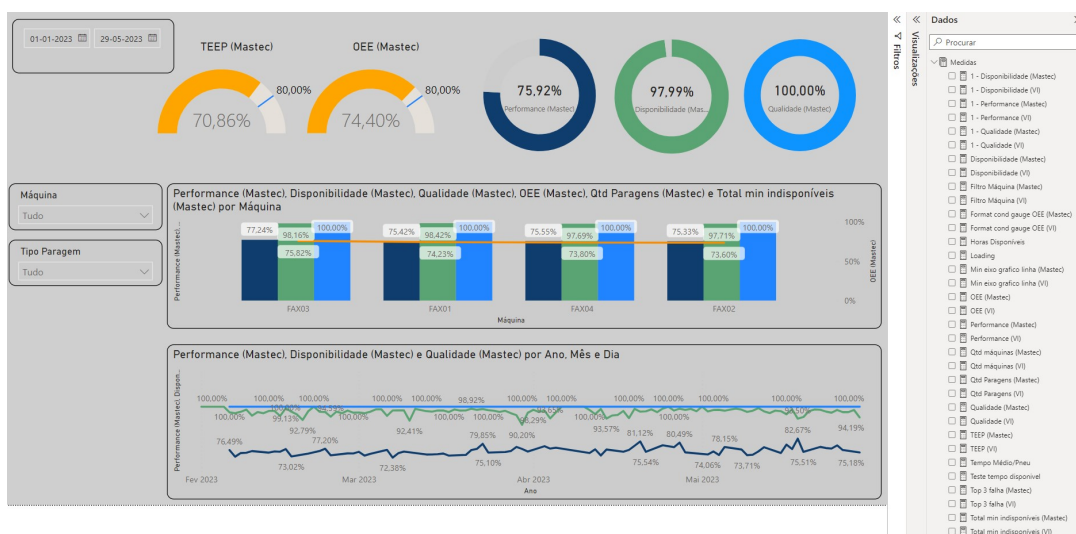 01-01-2023
29-05-2023
TEEP (Mastec)
80,00%
70,86%
OEE (Mastec)
80,00%
74,40%
75,92%
Performance (Mastec)
97,99%
Disponibilidade (Mas...
100,00%
Qualidade (Mastec)
Máquina
Tudo
Tipo Paragem
Tudo
Performance (Mastec), Disponibilidade (Mastec), Qualidade (Mastec), OEE (Mastec), Qtd Paragens (Mastec) e Total min indisponíveis
(Mastec) por Máquina
Performance (Mastec), ...
77.24%
98.16%
100.00%
75.82%
75.42%
98.42%
100.00%
74.23%
75.55%
97.69%
100.00%
73.80%
75.33%
97.71%
100.00%
73.60%
100%
50%
0%
OEE (Mastec)
FAX03
FAX01
FAX04
FAX02
Máquina
Performance (Mastec), Disponibilidade (Mastec) e Qualidade (Mastec) por Ano, Mês e Dia
Performance (Mastec), Dispon...
100.00% 100.00% 100.00% 100.00% 100.00% 98,92% 100.00% 100.00% 100.00% 100.00% 100.00% 100.00%
100.00% 99,13% 100.00% 100.00% 100.00% 100.00%
92.79% 92.41% 90.20% 93.57% 82.67% 94.19%
76.49% 77.20% 79.85% 81.12% 80.49% 78.15%
73.02% 72.38% 75.10% 75.54% 74.06% 73.71% 75.51% 75.18%
Fev 2023
Mar 2023
Abr 2023
Mai 2023
Ano
Filtros
Visualizações
Dados
Procurar
Medidas
1 - Disponibilidade (Mastec)
1 - Disponibilidade (VI)
1 - Performance (Mastec)
1 - Performance (VI)
1 - Qualidade (Mastec)
1 - Qualidade (VI)
Disponibilidade (Mastec)
Disponibilidade (VI)
Filtro Máquina (Mastec)
Filtro Máquina (VI)
Format cond gauge OEE (Mastec)
Format cond gauge OEE (VI)
Horas Disponíveis
Loading
Min eixo grafico linha (Mastec)
Min eixo grafico linha (VI)
OEE (Mastec)
OEE (VI)
Performance (Mastec)
Performance (VI)
Qtd máquinas (Mastec)
Qtd máquinas (VI)
Qtd Paragens (Mastec)
Qtd Paragens (VI)
Qualidade (Mastec)
Qualidade (VI)
TEEP (Mastec)
TEEP (VI)
Tempo Médio/Pneu
Teste tempo disponivel
Top 3 falha (Mastec)
Top 3 falha (VI)
Total min indisponíveis (Mastec)
Total min indisponíveis (VI)